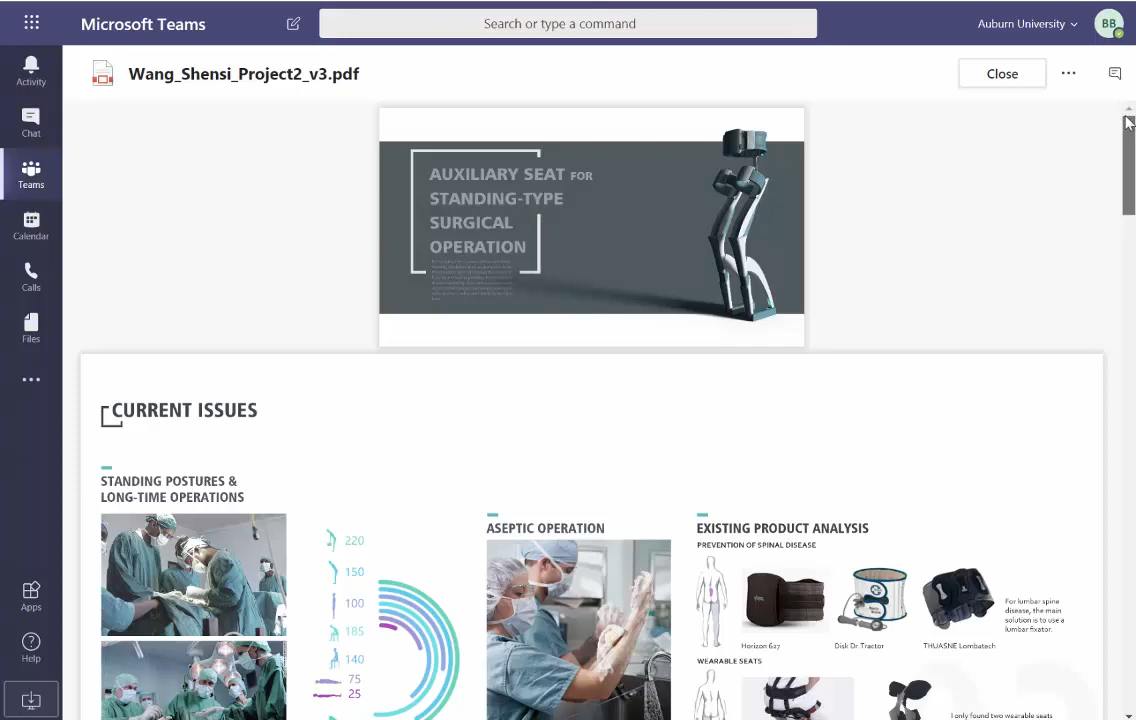 Microsoft Teams
Search or type a command
Auburn University
BB
Activity
Chat
Teams
Calendar
Calls
Files
Apps
Help
Wang_Shensi_Project2_v3.pdf
Close
AUXILIARY SEAT FOR
STANDING-TYPE
SURGICAL
OPERATION
CURRENT ISSUES
STANDING POSTURES &
LONG-TIME OPERATIONS
220
150
100
185
140
75
25
ASEPTIC OPERATION
EXISTING PRODUCT ANALYSIS
PREVENTION OF SPINAL DISEASE
For lumbar spine
disease, the main
solution is to use a
lumbar fixator.
Horizon 627
Disk Dr.Tractor
THUASNE Lombatech
WEARABLE SEATS
I only found two wearable seats